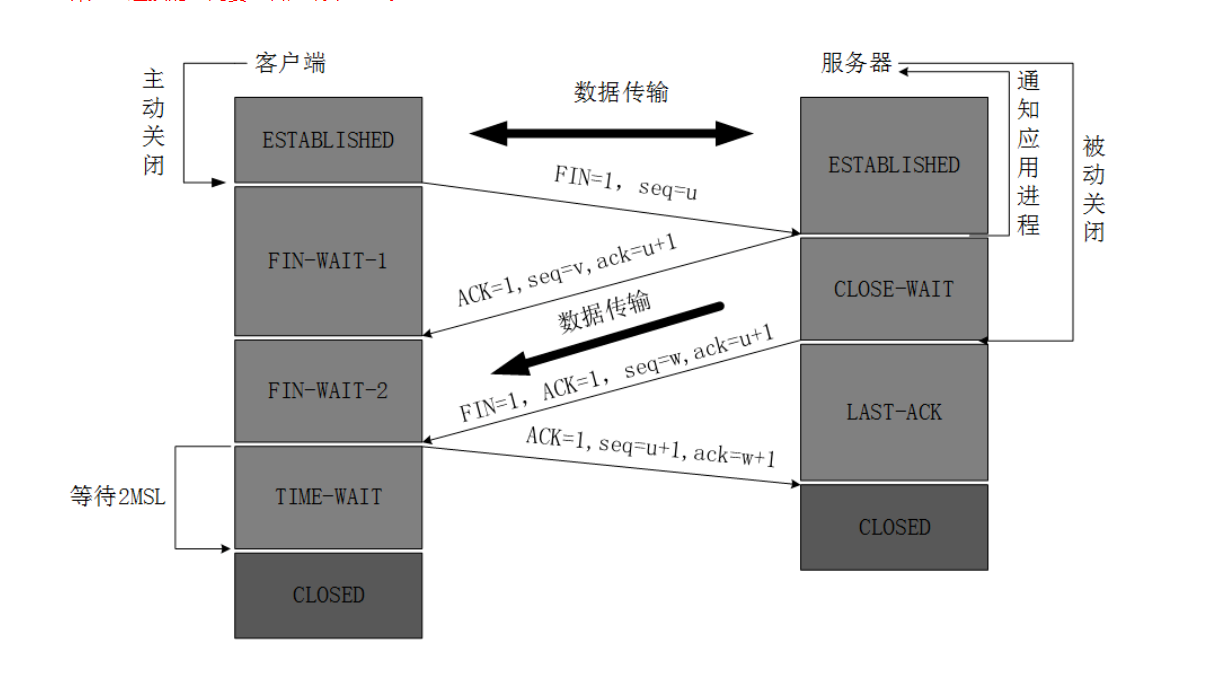 客户端
服务器
主动关闭
数据传输
通知应用进程
被动关闭
ESTABLISHED
ESTABLISHED
FIN=1, seq=u
FIN-WAIT-1
ACK=1,seq=v,ack=u+1
CLOSE-WAIT
数据传输
FIN=1, ACK=1, seq=w,ack=u+1
FIN-WAIT-2
LAST-ACK
ACK=1,seq=u+1,ack=w+1
等待2MSL
TIME-WAIT
CLOSED
CLOSED